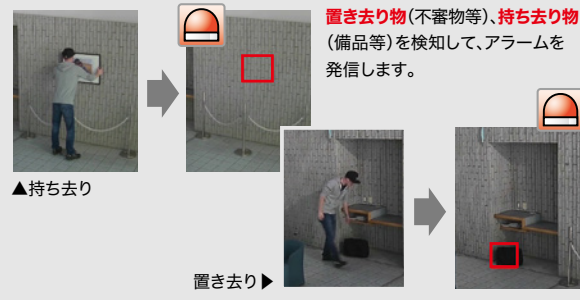 置き去り物(不審物等)、持ち去り物
(備品等)を検知して、アラームを
発信します。
▲持ち去り
置き去り▶